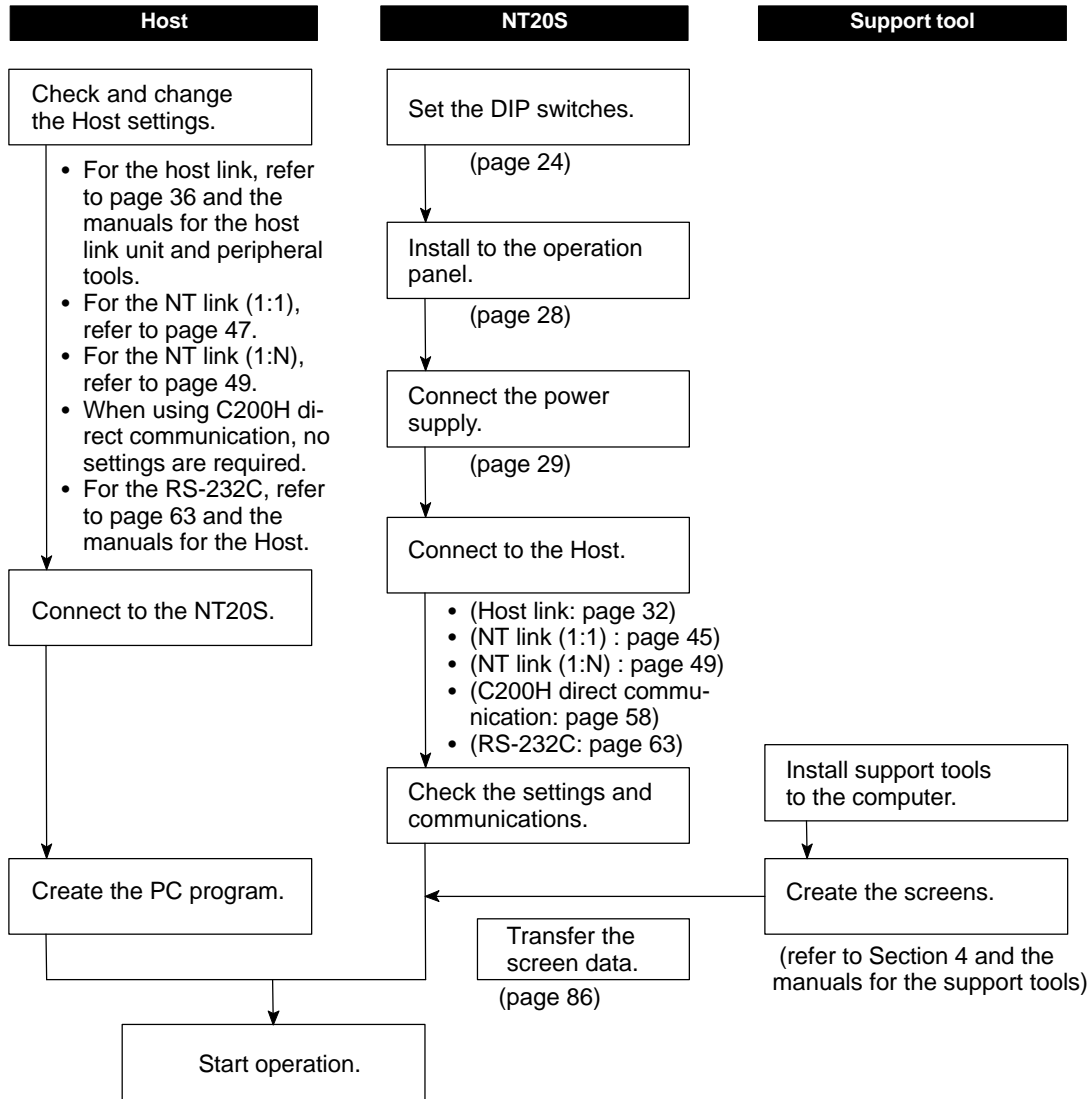 Host
NT20S
Support tool
Check and change
the Host settings.
• For the host link, refer
to page 36 and the
manuals for the host
link unit and peripheral
tools.
• For the NT link (1:1),
refer to page 47.
• For the NT link (1:N),
refer to page 49.
• When using C200H di-
rect communication, no
settings are required.
• For the RS-232C, refer
to page 63 and the
manuals for the Host.
Connect to the NT20S.
Create the PC program.
Set the DIP switches.
(page 24)
Install to the operation
panel.
(page 28)
Connect the power
supply.
(page 29)
Connect to the Host.
• (Host link: page 32)
• (NT link (1:1) : page 45)
• (NT link (1:N) : page 49)
• (C200H direct commu-
nication: page 58)
• (RS-232C: page 63)
Check the settings and
communications.
Install support tools
to the computer.
Create the screens.
(refer to Section 4 and the
manuals for the support tools)
Transfer the
screen data.
(page 86)
Start operation.